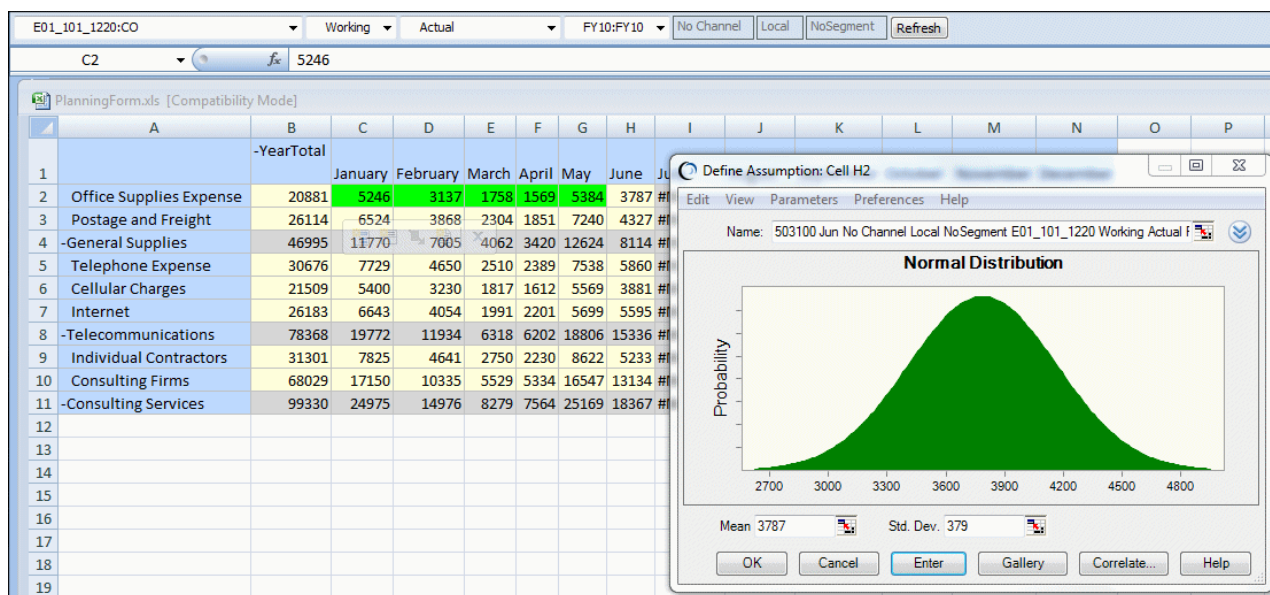 E01_101_1220:CO Working Actual FY10:FY10 No Channel Local NoSegment Refresh
C2 fx 5246
PlanningForm.xls [Compatibility Mode]
A B C D E F G H I J K L M N O P
1 -YearTotal January February March April May June
2 Office Supplies Expense 20881 5246 3137 1758 1569 5384 3787
3 Postage and Freight 26114 6524 3868 2304 1851 7240 4327
4 -General Supplies 46995 11770 7005 4062 3420 12624 8114
5 Telephone Expense 30676 7729 4650 2510 2389 7538 5860
6 Cellular Charges 21509 5400 3230 1817 1612 5569 3881
7 Internet 26183 6643 4054 1991 2201 5699 5595
8 -Telecommunications 78368 19772 11934 6318 6202 18806 15336
9 Individual Contractors 31301 7825 4641 2750 2230 8622 5233
10 Consulting Firms 68029 17150 10335 5529 5334 16547 13134
11 -Consulting Services 99330 24975 14976 8279 7564 25169 18367
12
13
14
15
16
17
18
19
Define Assumption: Cell H2
Edit View Parameters Preferences Help
Name: 503100 Jun No Channel Local NoSegment E01_101_1220 Working Actual
Normal Distribution
Probability
2700 3000 3300 3600 3900 4200 4500 4800
Mean 3787 Std. Dev. 379
OK Cancel Enter Gallery Correlate... Help